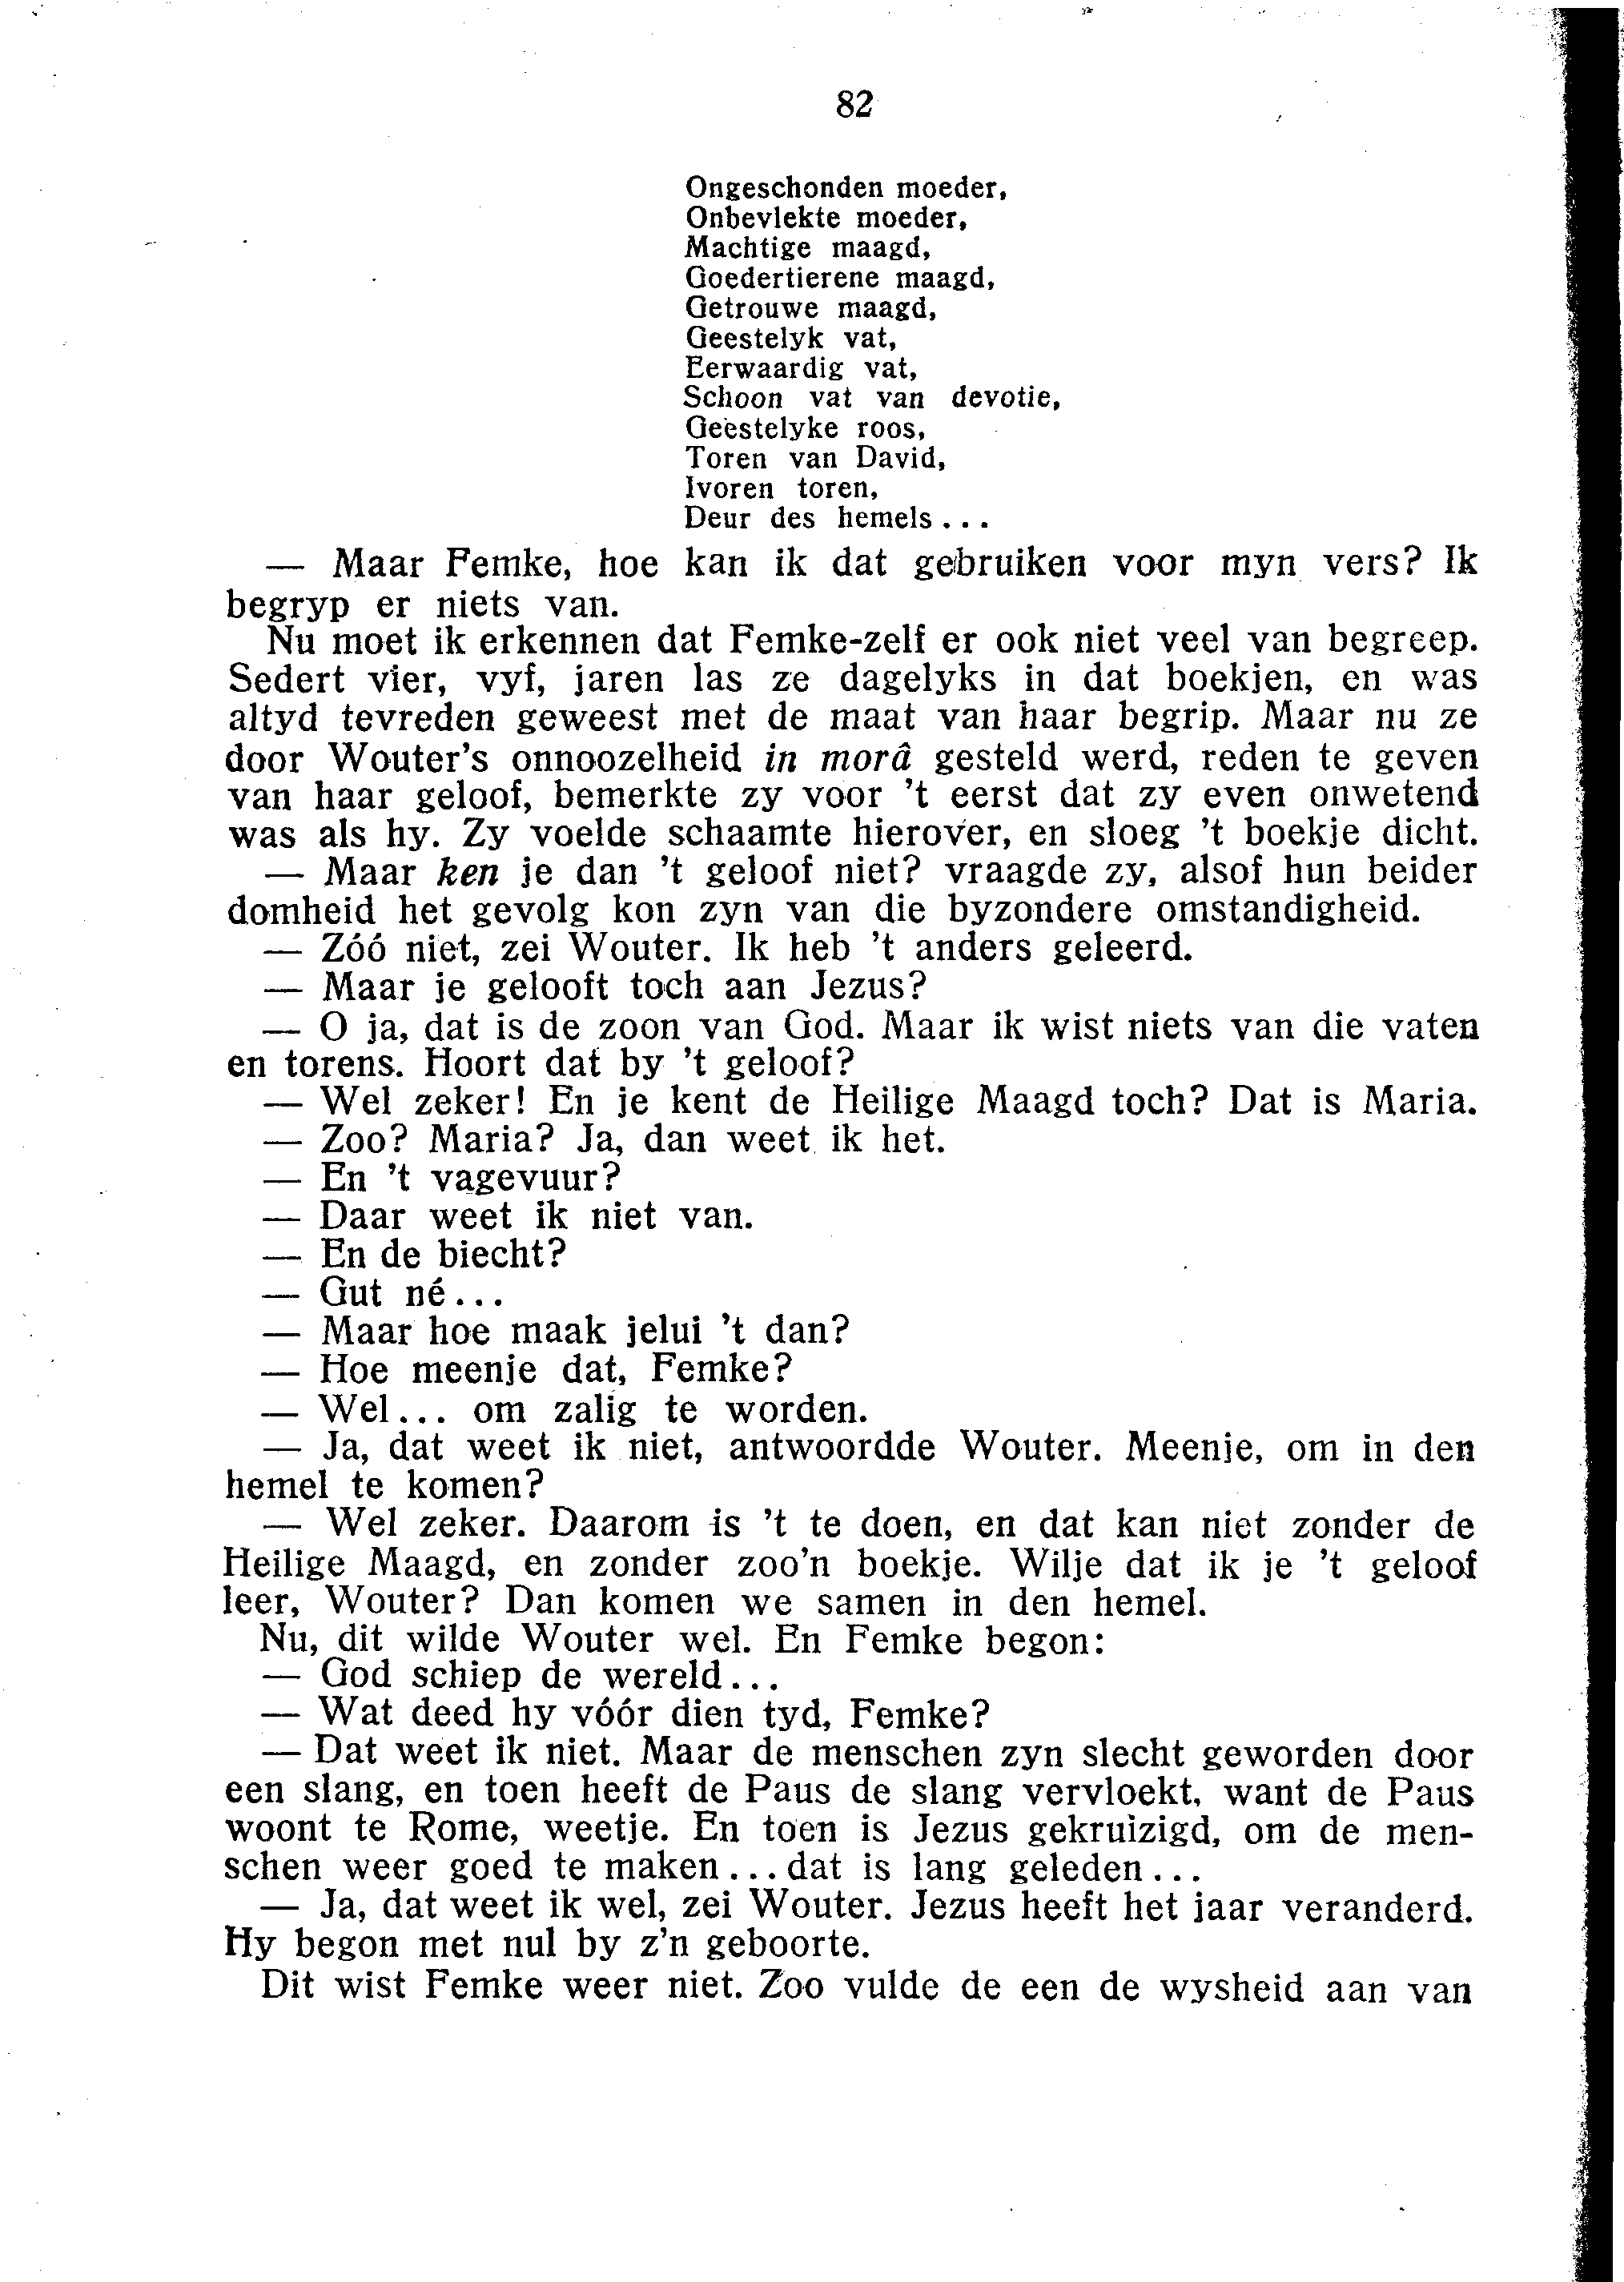 82
Ongeschonden moeder,
Onbevlekte moeder,
Machtige maagd,
Goedertierene maagd,
Getrouwe maagd,
Geestelyk vat,
Eerwaardig vat,
Schoon vat van devotie,
Geestelyke roos,
Toren van David,
Ivoren toren,
Deur des hemels...
— Maar Femke, hoe kan ik dat gebruiken voor myn vers? Ik
begryp er niets van.
Nu moet ik erkennen dat Femke-zelf er ook niet veel van begreep.
Sedert vier, vyf, jaren las ze dagelyks in dat boekjen, en was
altyd tevreden geweest met de maat van haar begrip. Maar nu ze
door Wouter's onnoozelheid in morâ gesteld werd, reden te geven
van haar geloof, bemerkte zy voor 't eerst dat zy even onwetend
was als hy. Zy voelde schaamte hierover, en sloeg 't boekje dicht.
— Maar ken je dan 't geloof niet? vraagde zy, alsof hun beider
domheid het gevolg kon zyn van die byzondere omstandigheid.
— Zóó niet, zei Wouter. Ik heb 't anders geleerd.
— Maar je gelooft toch aan Jezus?
— O ja, dat is de zoon van God. Maar ik wist niets van die vaten
en torens. Hoort dat by 't geloof?
— Wel zeker! En je kent de Heilige Maagd toch? Dat is Maria.
— Zoo? Maria? Ja, dan weet ik het.
— En 't vagevuur?
— Daar weet ik niet van.
— En de biecht?
— Gut né...
— Maar hoe maak jelui 't dan?
— Hoe meenje dat, Femke?
— Wel... om zalig te worden.
— Ja, dat weet ik niet, antwoordde Wouter. Meenje, om in den
hemel te komen?
— Wel zeker. Daarom is 't te doen, en dat kan niet zonder de
Heilige Maagd, en zonder zoo'n boekje. Wilje dat ik je 't geloof
leer, Wouter? Dan komen we samen in den hemel.
Nu, dit wilde Wouter wel. En Femke begon:
— God schiep de wereld...
— Wat deed hy vóór dien tyd, Femke?
— Dat weet ik niet. Maar de menschen zyn slecht geworden door
een slang, en toen heeft de Paus de slang vervloekt, want de Paus
woont te Rome, weetje. En toen is Jezus gekruizigd, om de men-
schen weer goed te maken... dat is lang geleden...
— Ja, dat weet ik wel, zei Wouter. Jezus heeft het jaar veranderd.
Hy begon met nul by z'n geboorte.
Dit wist Femke weer niet. Zoo vulde de een de wysheid aan van